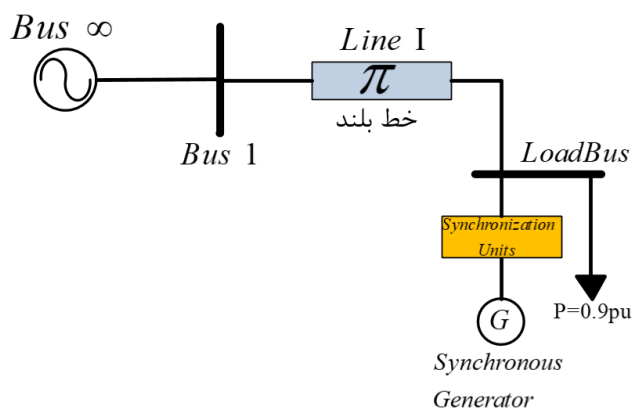 Bus ∞
Line I
π
خط بلند
Bus 1
LoadBus
Synchronization
Units
P=0.9pu
G
Synchronous
Generator